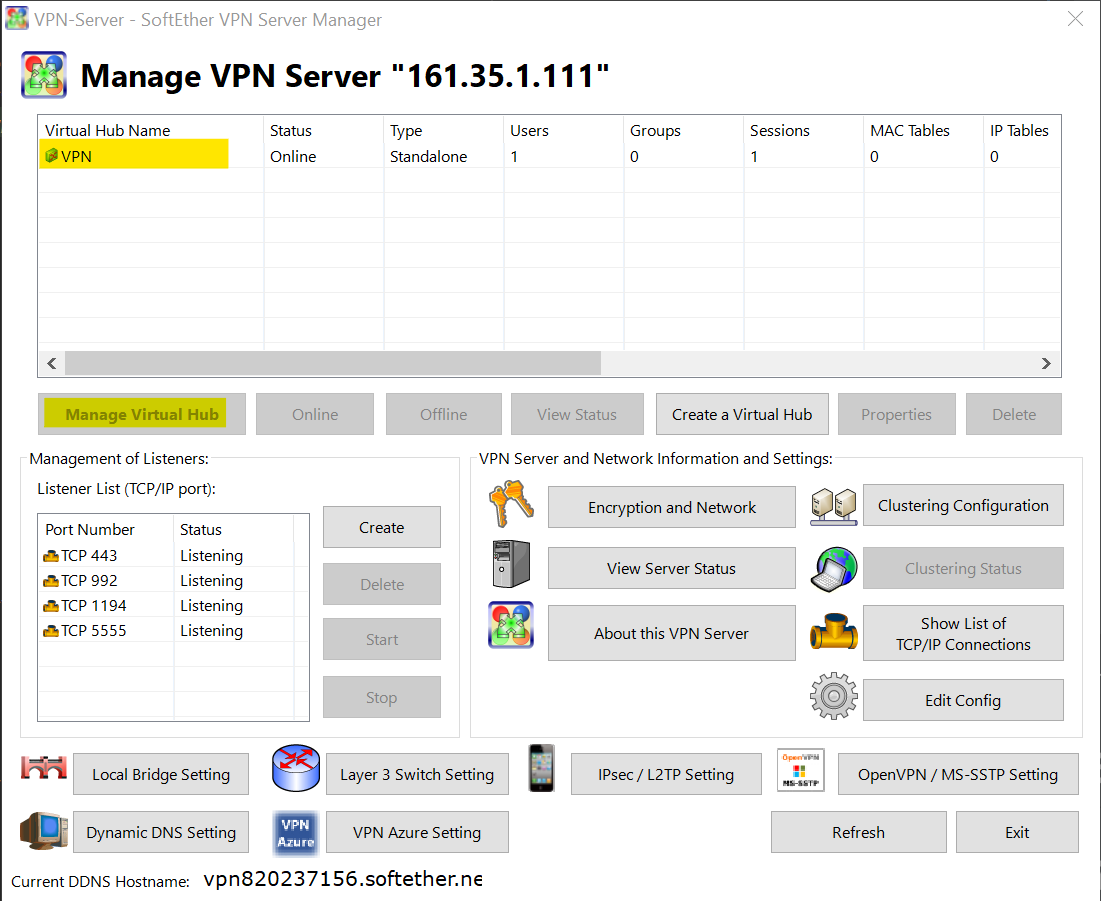 VPN-Server - SoftEther VPN Server Manager
Manage VPN Server "161.35.1.111"
Virtual Hub Name Status Type Users Groups Sessions MAC Tables IP Tables
VPN Online Standalone 1 0 1 0 0
Manage Virtual Hub Online Offline View Status Create a Virtual Hub Properties Delete
Management of Listeners:
Listener List (TCP/IP port):
Port Number Status
TCP 443 Listening
TCP 992 Listening
TCP 1194 Listening
TCP 5555 Listening
Create
Delete
Start
Stop
VPN Server and Network Information and Settings:
Encryption and Network
Clustering Configuration
View Server Status
Clustering Status
About this VPN Server
Show List of
TCP/IP Connections
Edit Config
Local Bridge Setting
Layer 3 Switch Setting
IPsec / L2TP Setting
OpenVPN
MS-SSTP
OpenVPN / MS-SSTP Setting
Dynamic DNS Setting
VPN
Azure
VPN Azure Setting
Refresh
Exit
Current DDNS Hostname: vpn820237156.softether.ne